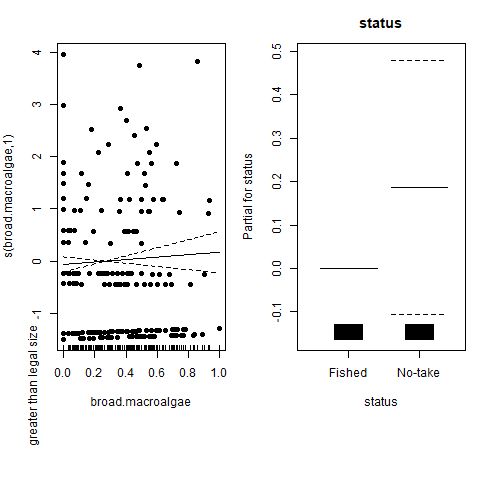 status
s(broad.macroalgae,1)
greater than legal size
4
3
2
1
0
-1
0.0 0.2 0.4 0.6 0.8 1.0
broad.macroalgae
Partial for status
0.5
0.4
0.3
0.2
0.1
0.0
-0.1
Fished No-take
status